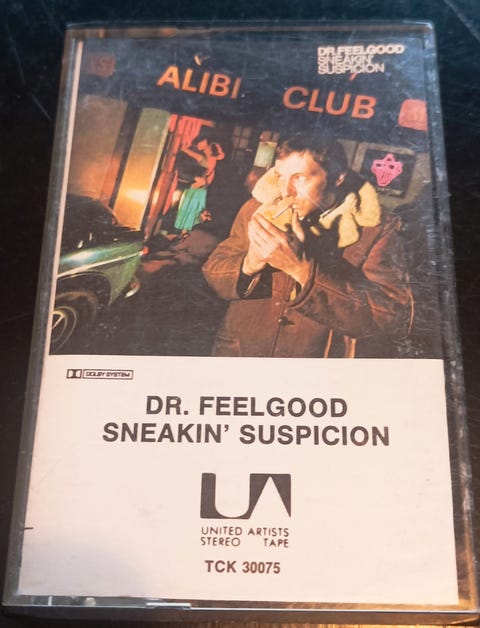 DR.FEELGOOD
SNEAKIN'
SUSPICION
ALIBI CLUB
DOLBY SYSTEM
DR. FEELGOOD
SNEAKIN' SUSPICION
UA
UNITED ARTISTS
STEREO TAPE
TCK 30075